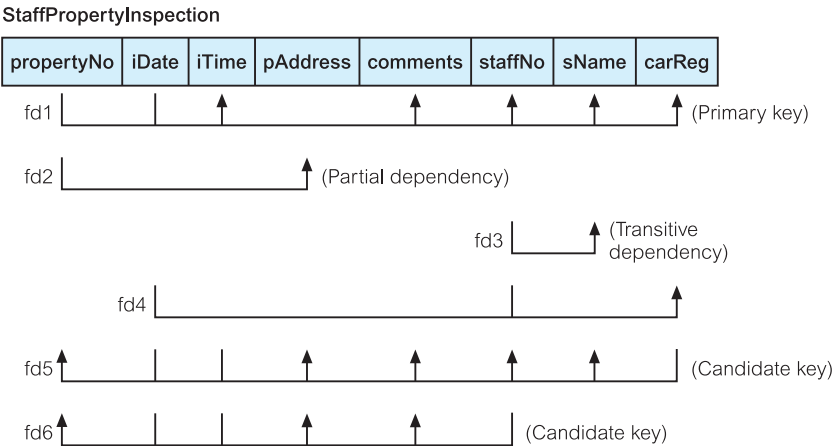 StaffPropertyInspection
propertyNo iDate iTime pAddress comments staffNo sName carReg
fd1 (Primary key)
fd2 (Partial dependency)
fd3 (Transitive
dependency)
fd4
fd5 (Candidate key)
fd6 (Candidate key)